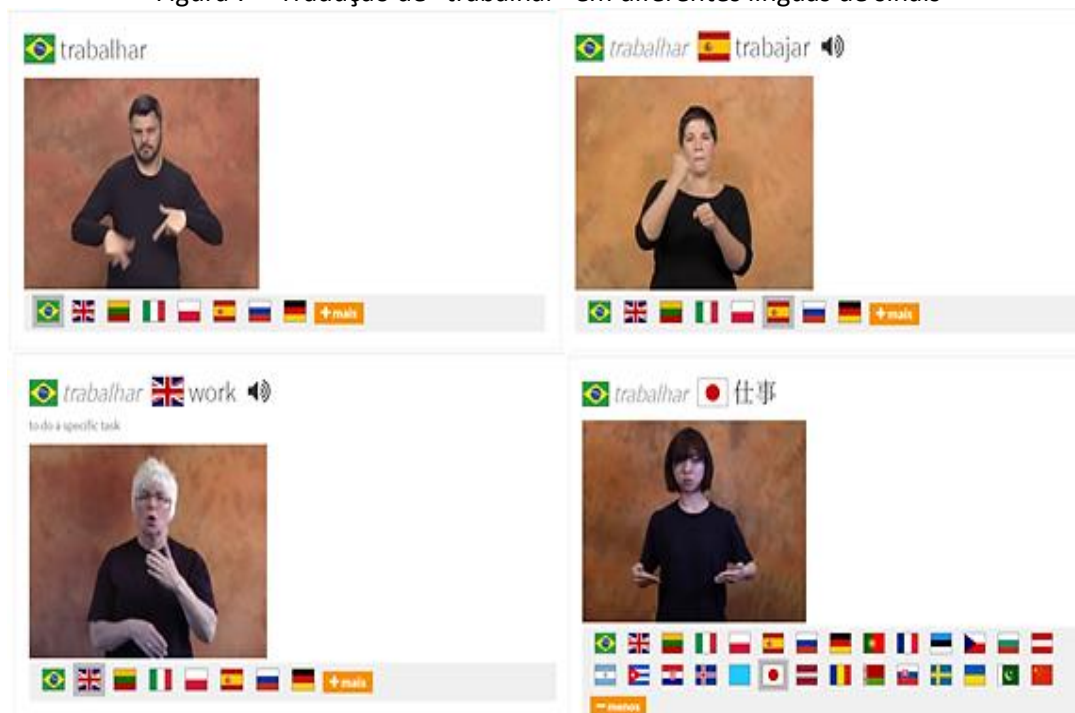 trabalhar
trabalhar trabajar
+mais
+mais
trabalhar work
trabalhar 仕事
to do a specific task
+mais
−menos